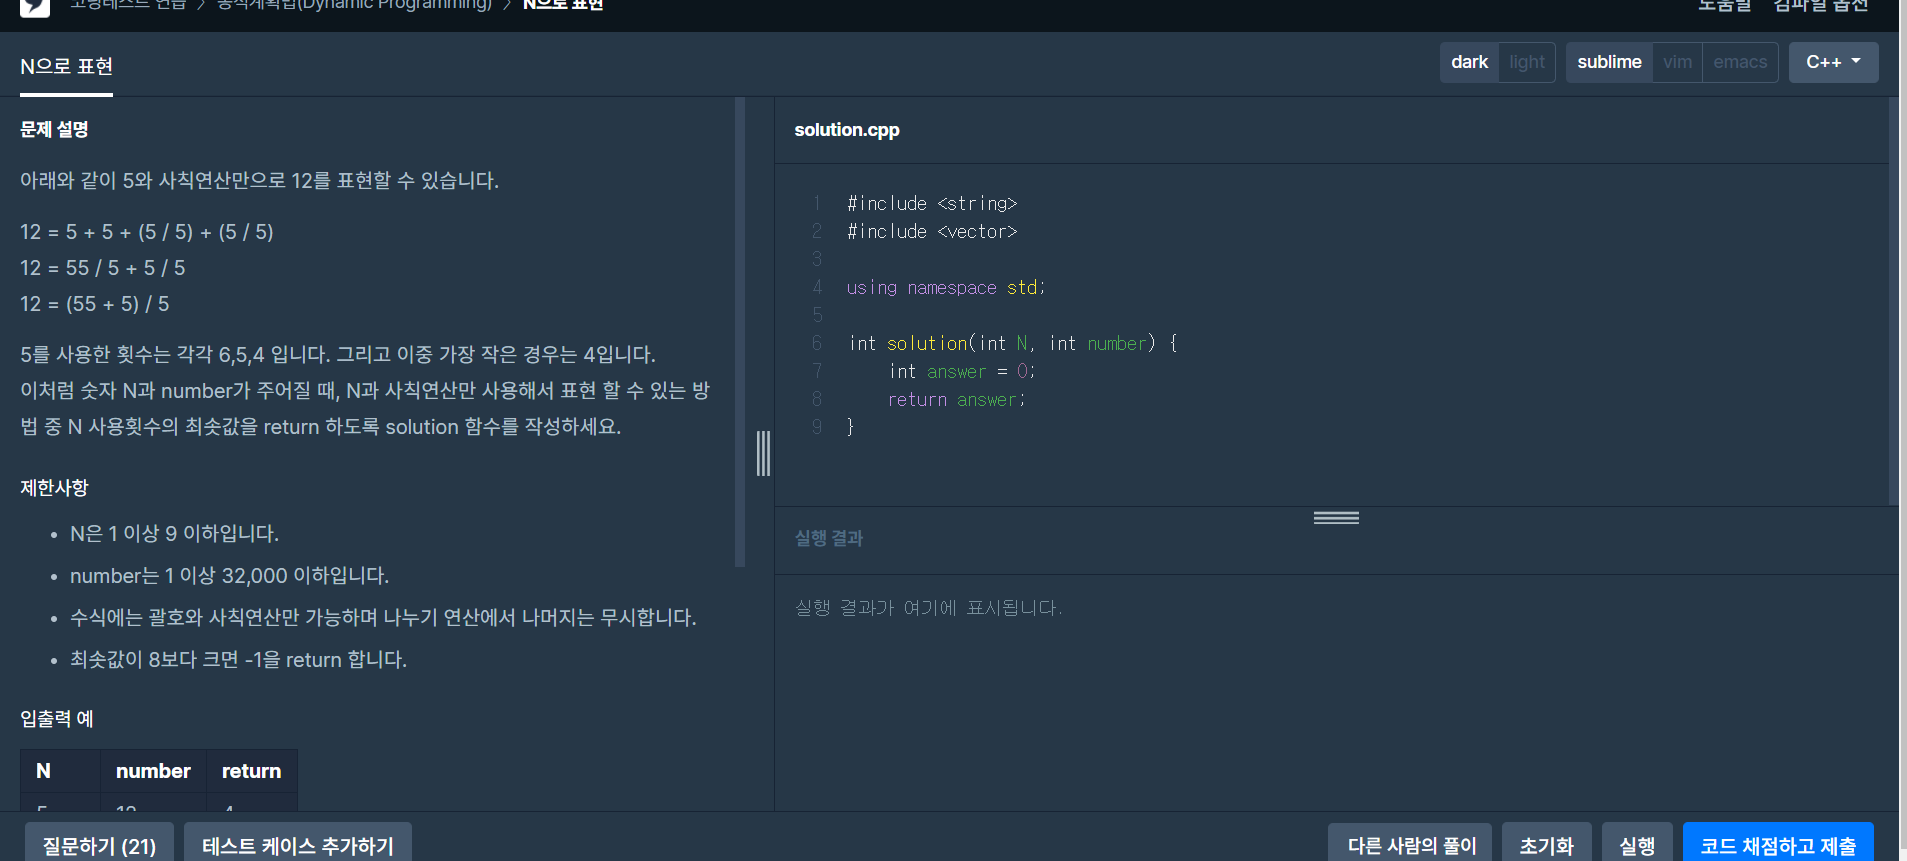 코딩테스트 연습 > 동적계획법(Dynamic Programming) > N으로 표현
도움말 컴파일 옵션
N으로 표현
dark light sublime vim emacs C++
문제 설명
아래와 같이 5와 사칙연산만으로 12를 표현할 수 있습니다.
12 = 5 + 5 + (5 / 5) + (5 / 5)
12 = 55 / 5 + 5 / 5
12 = (55 + 5) / 5
5를 사용한 횟수는 각각 6,5,4 입니다. 그리고 이중 가장 작은 경우는 4입니다.
이처럼 숫자 N과 number가 주어질 때, N과 사칙연산만 사용해서 표현 할 수 있는 방
법 중 N 사용횟수의 최솟값을 return 하도록 solution 함수를 작성하세요.
제한사항
• N은 1 이상 9 이하입니다.
• number는 1 이상 32,000 이하입니다.
• 수식에는 괄호와 사칙연산만 가능하며 나누기 연산에서 나머지는 무시합니다.
• 최솟값이 8보다 크면 -1을 return 합니다.
입출력 예
N number return
5 12 4
solution.cpp
1 #include <string>
2 #include <vector>
3
4 using namespace std;
5
6 int solution(int N, int number) {
7     int answer = 0;
8     return answer;
9 }
실행 결과
실행 결과가 여기에 표시됩니다.
질문하기 (21) 테스트 케이스 추가하기
다른 사람의 풀이 초기화 실행 코드 채점하고 제출